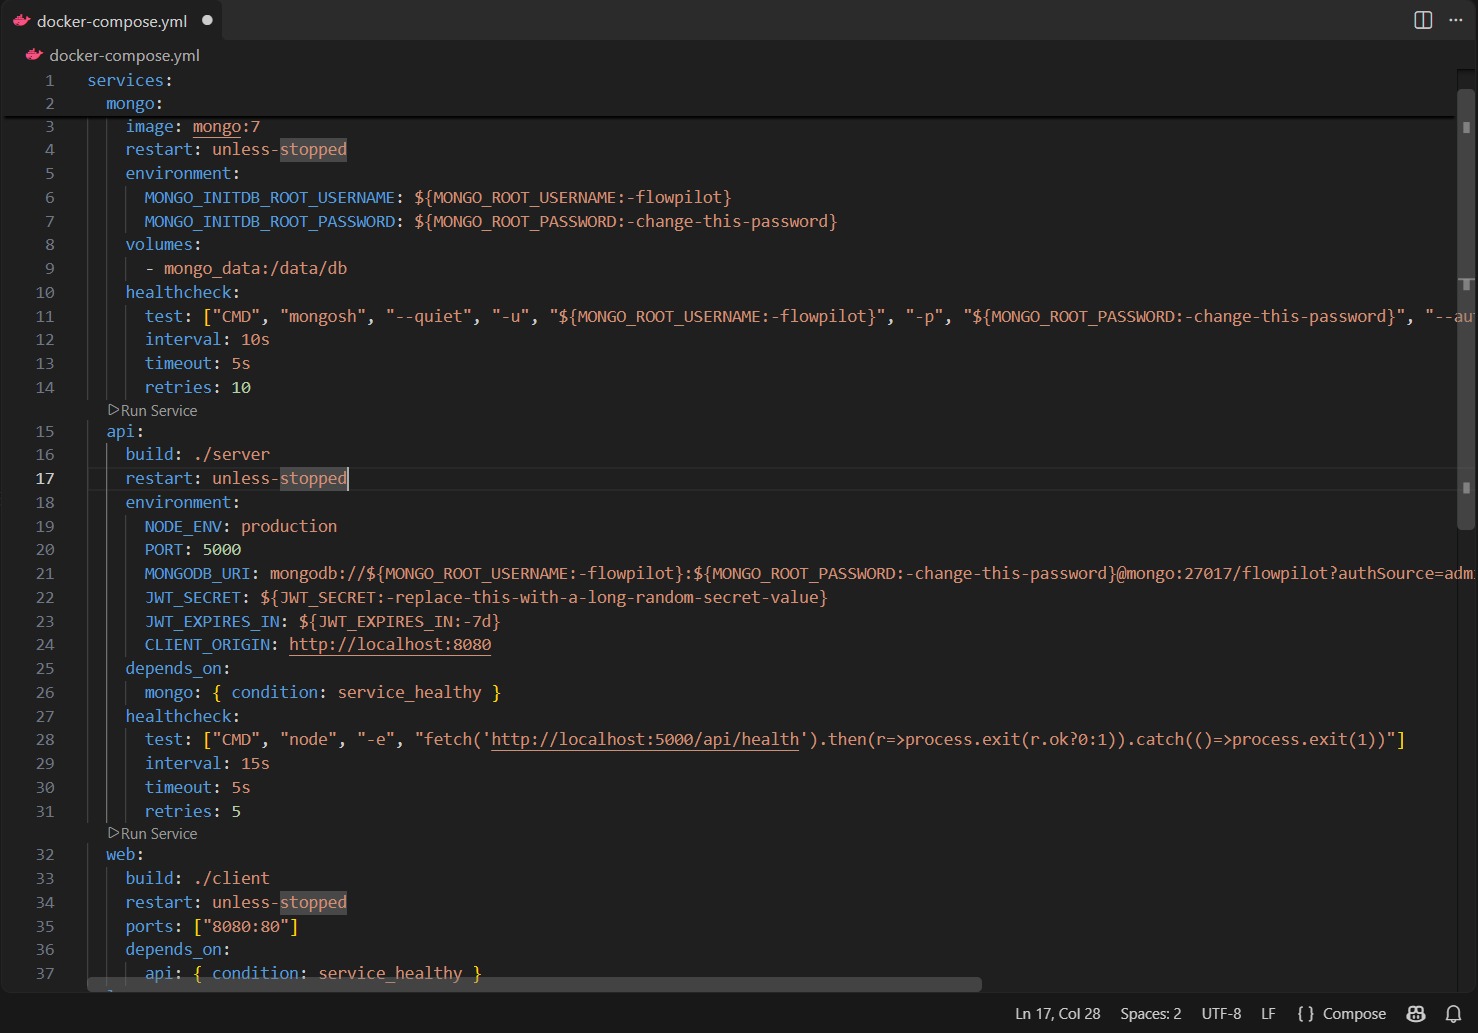 docker-compose.yml
docker-compose.yml
1 services:
2 mongo:
3 image: mongo:7
4 restart: unless-stopped
5 environment:
6 MONGO_INITDB_ROOT_USERNAME: ${MONGO_ROOT_USERNAME:-flowpilot}
7 MONGO_INITDB_ROOT_PASSWORD: ${MONGO_ROOT_PASSWORD:-change-this-password}
8 volumes:
9 - mongo_data:/data/db
10 healthcheck:
11 test: ["CMD", "mongosh", "--quiet", "-u", "${MONGO_ROOT_USERNAME:-flowpilot}", "-p", "${MONGO_ROOT_PASSWORD:-change-this-password}", "--au
12 interval: 10s
13 timeout: 5s
14 retries: 10
Run Service
15 api:
16 build: ./server
17 restart: unless-stopped
18 environment:
19 NODE_ENV: production
20 PORT: 5000
21 MONGODB_URI: mongodb://${MONGO_ROOT_USERNAME:-flowpilot}:${MONGO_ROOT_PASSWORD:-change-this-password}@mongo:27017/flowpilot?authSource=adm
22 JWT_SECRET: ${JWT_SECRET:-replace-this-with-a-long-random-secret-value}
23 JWT_EXPIRES_IN: ${JWT_EXPIRES_IN:-7d}
24 CLIENT_ORIGIN: http://localhost:8080
25 depends_on:
26 mongo: { condition: service_healthy }
27 healthcheck:
28 test: ["CMD", "node", "-e", "fetch('http://localhost:5000/api/health').then(r=>process.exit(r.ok?0:1)).catch(()=>process.exit(1))"]
29 interval: 15s
30 timeout: 5s
31 retries: 5
Run Service
32 web:
33 build: ./client
34 restart: unless-stopped
35 ports: ["8080:80"]
36 depends_on:
37 api: { condition: service_healthy }
Ln 17, Col 28 Spaces: 2 UTF-8 LF { } Compose